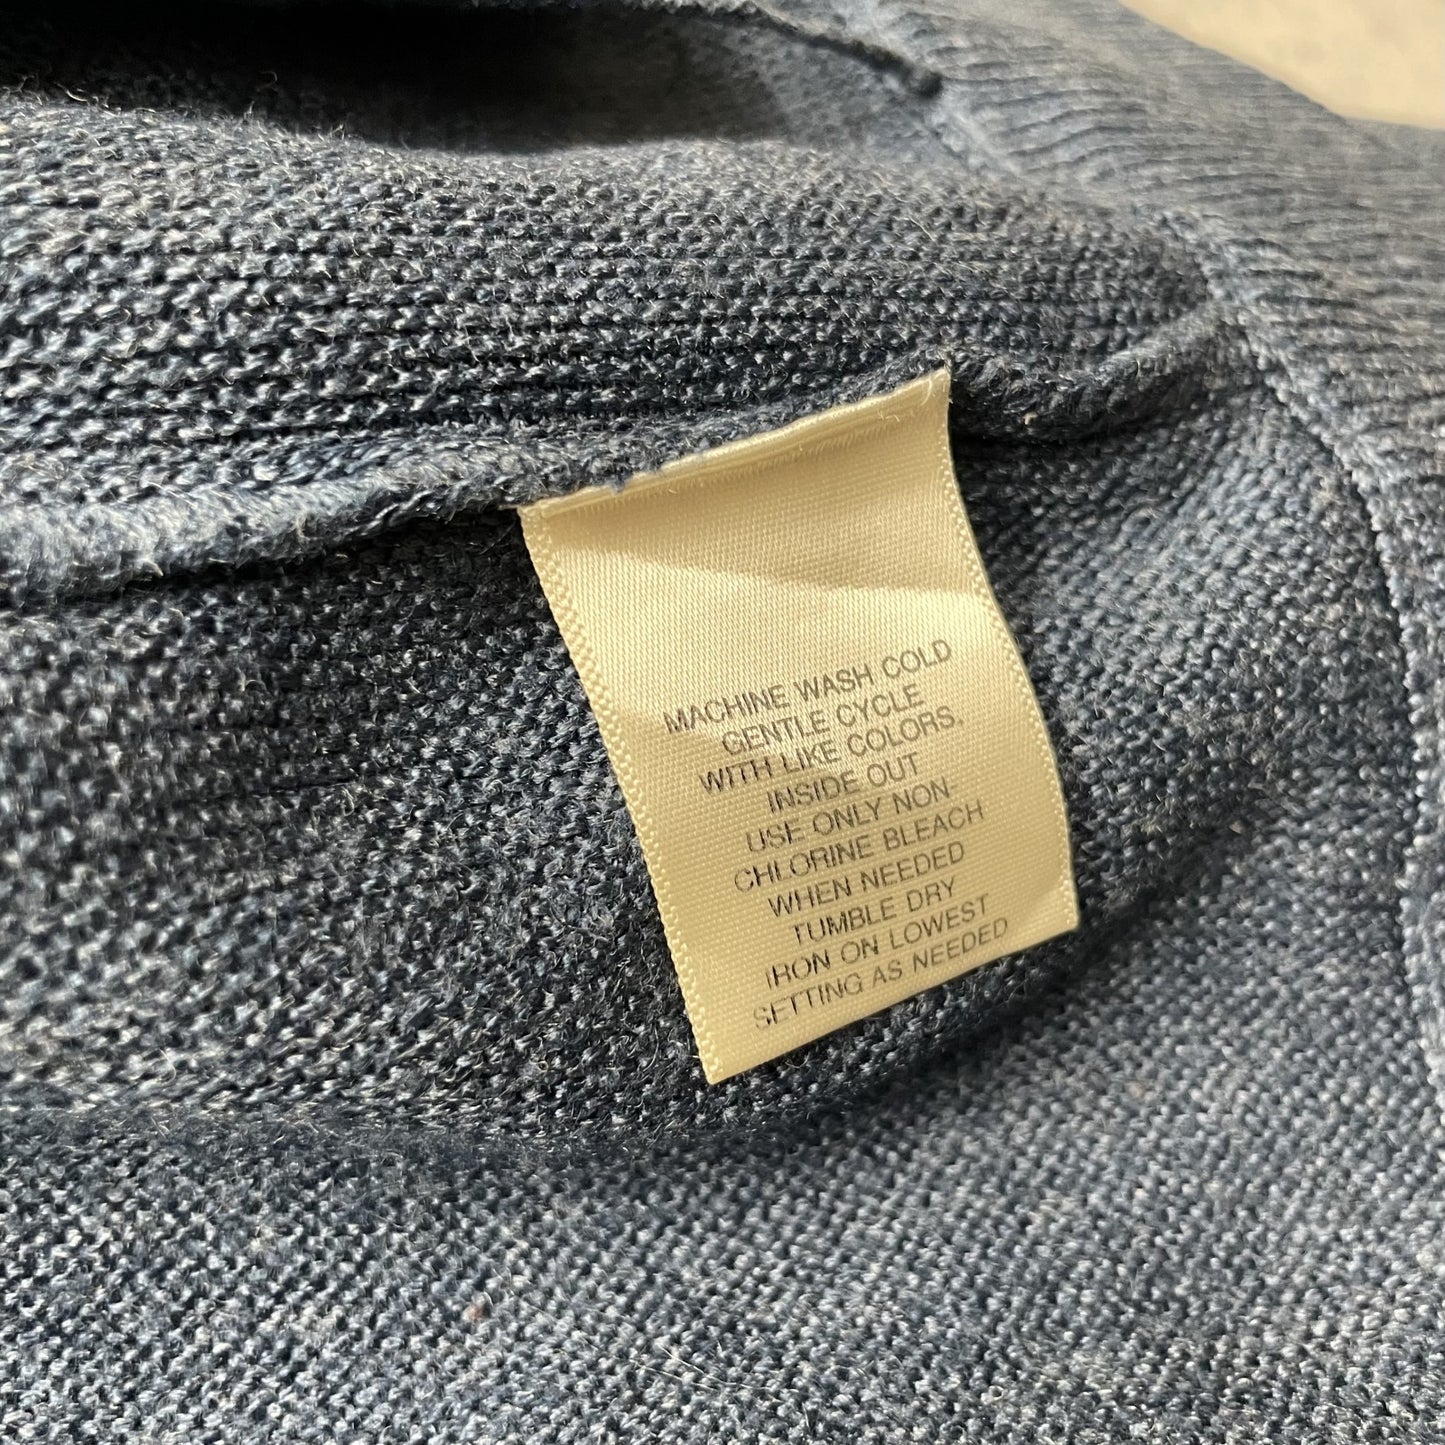 MACHINE WASH COLD
GENTLE CYCLE
WITH LIKE COLORS.
INSIDE OUT
USE ONLY NON-
CHLORINE BLEACH
WHEN NEEDED
TUMBLE DRY
IRON ON LOWEST
SETTING AS NEEDED